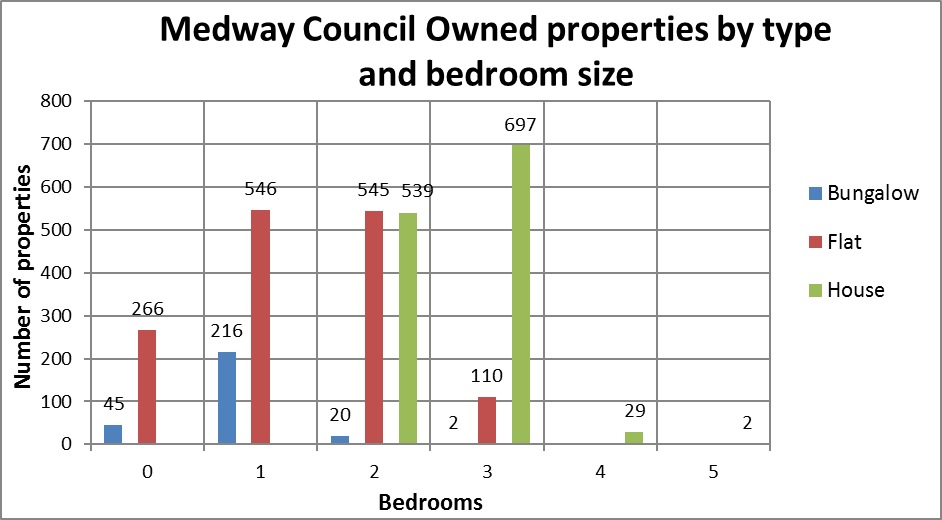 Medway Council Owned properties by type
and bedroom size
Number of properties
800
700
600
500
400
300
200
100
0
45
266
216
546
20
545
539
2
110
697
29
2
0 1 2 3 4 5
Bedrooms
Bungalow
Flat
House